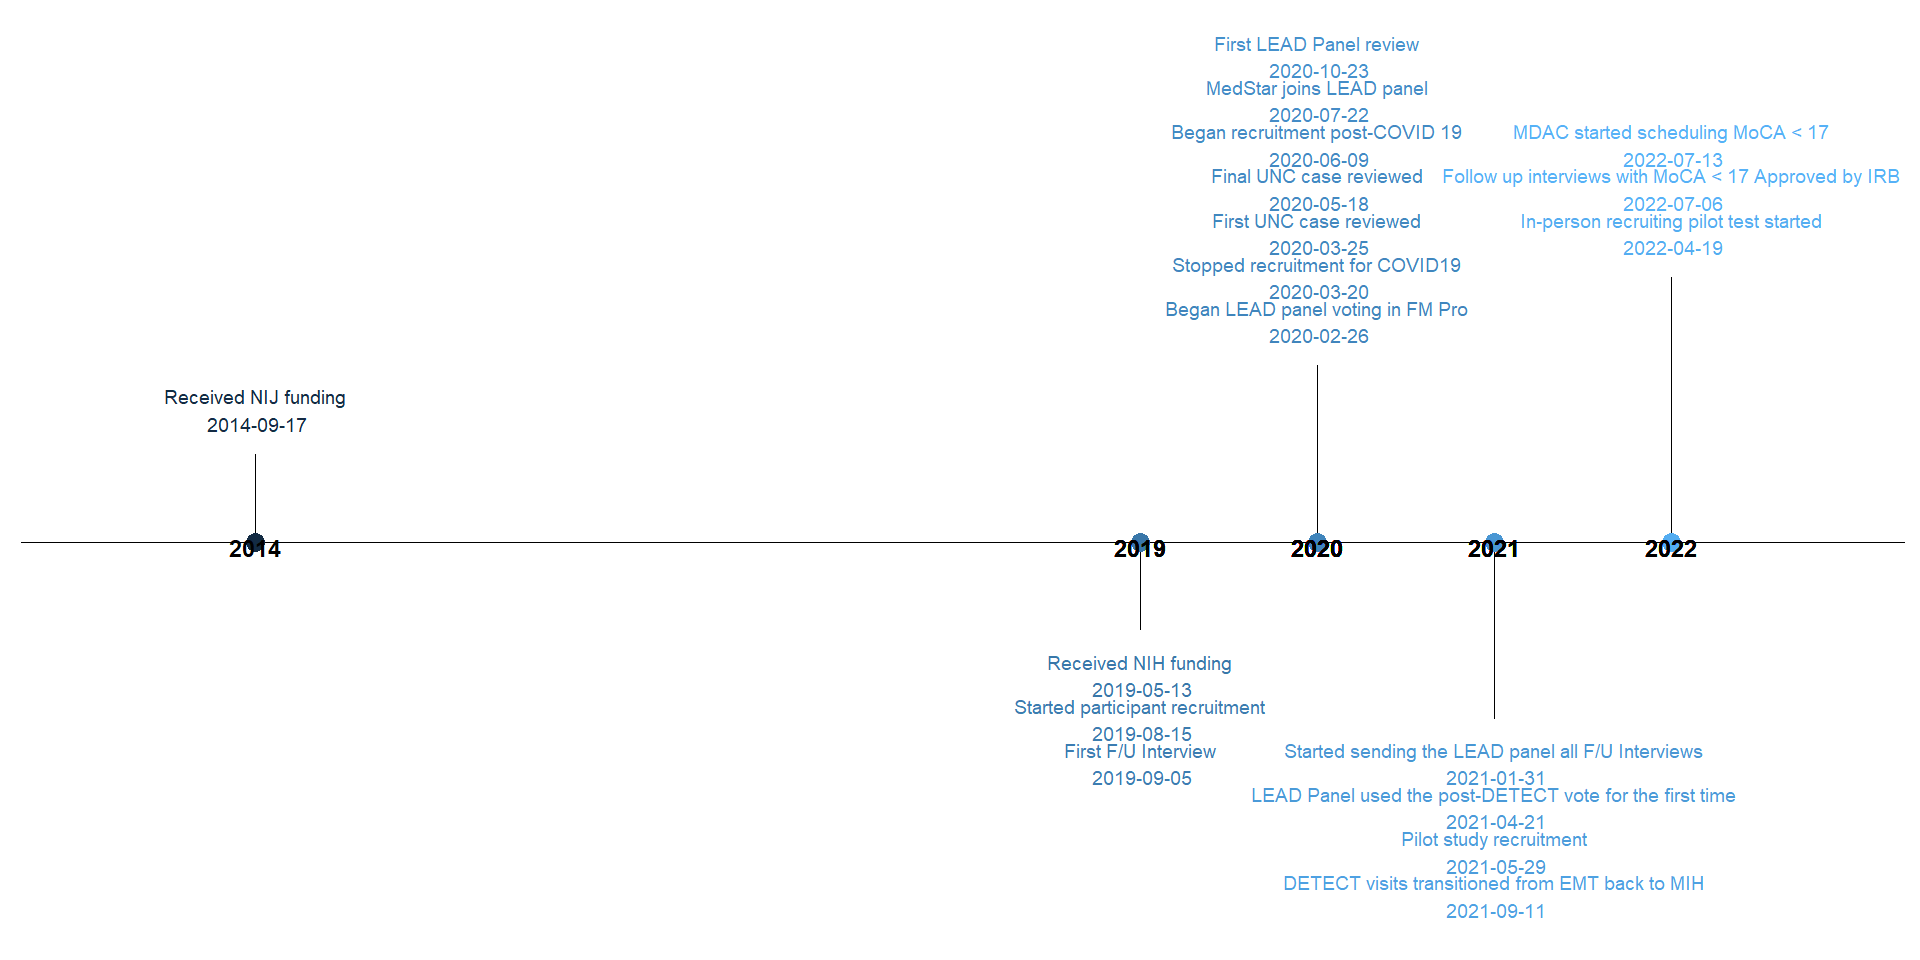 First LEAD Panel review
2020-10-23
MedStar joins LEAD panel
2020-07-22
Began recruitment post-COVID 19
2020-06-09
Final UNC case reviewed
2020-05-18
First UNC case reviewed
2020-03-25
Stopped recruitment for COVID19
2020-03-20
Began LEAD panel voting in FM Pro
2020-02-26
MDAC started scheduling MoCA < 17
2022-07-13
Follow up interviews with MoCA < 17 Approved by IRB
2022-07-06
In-person recruiting pilot test started
2022-04-19
Received NIJ funding
2014-09-17
2014
2019
2020
2021
2022
Received NIH funding
2019-05-13
Started participant recruitment
2019-08-15
First F/U Interview
2019-09-05
Started sending the LEAD panel all F/U Interviews
2021-01-31
LEAD Panel used the post-DETECT vote for the first time
2021-04-21
Pilot study recruitment
2021-05-29
DETECT visits transitioned from EMT back to MIH
2021-09-11